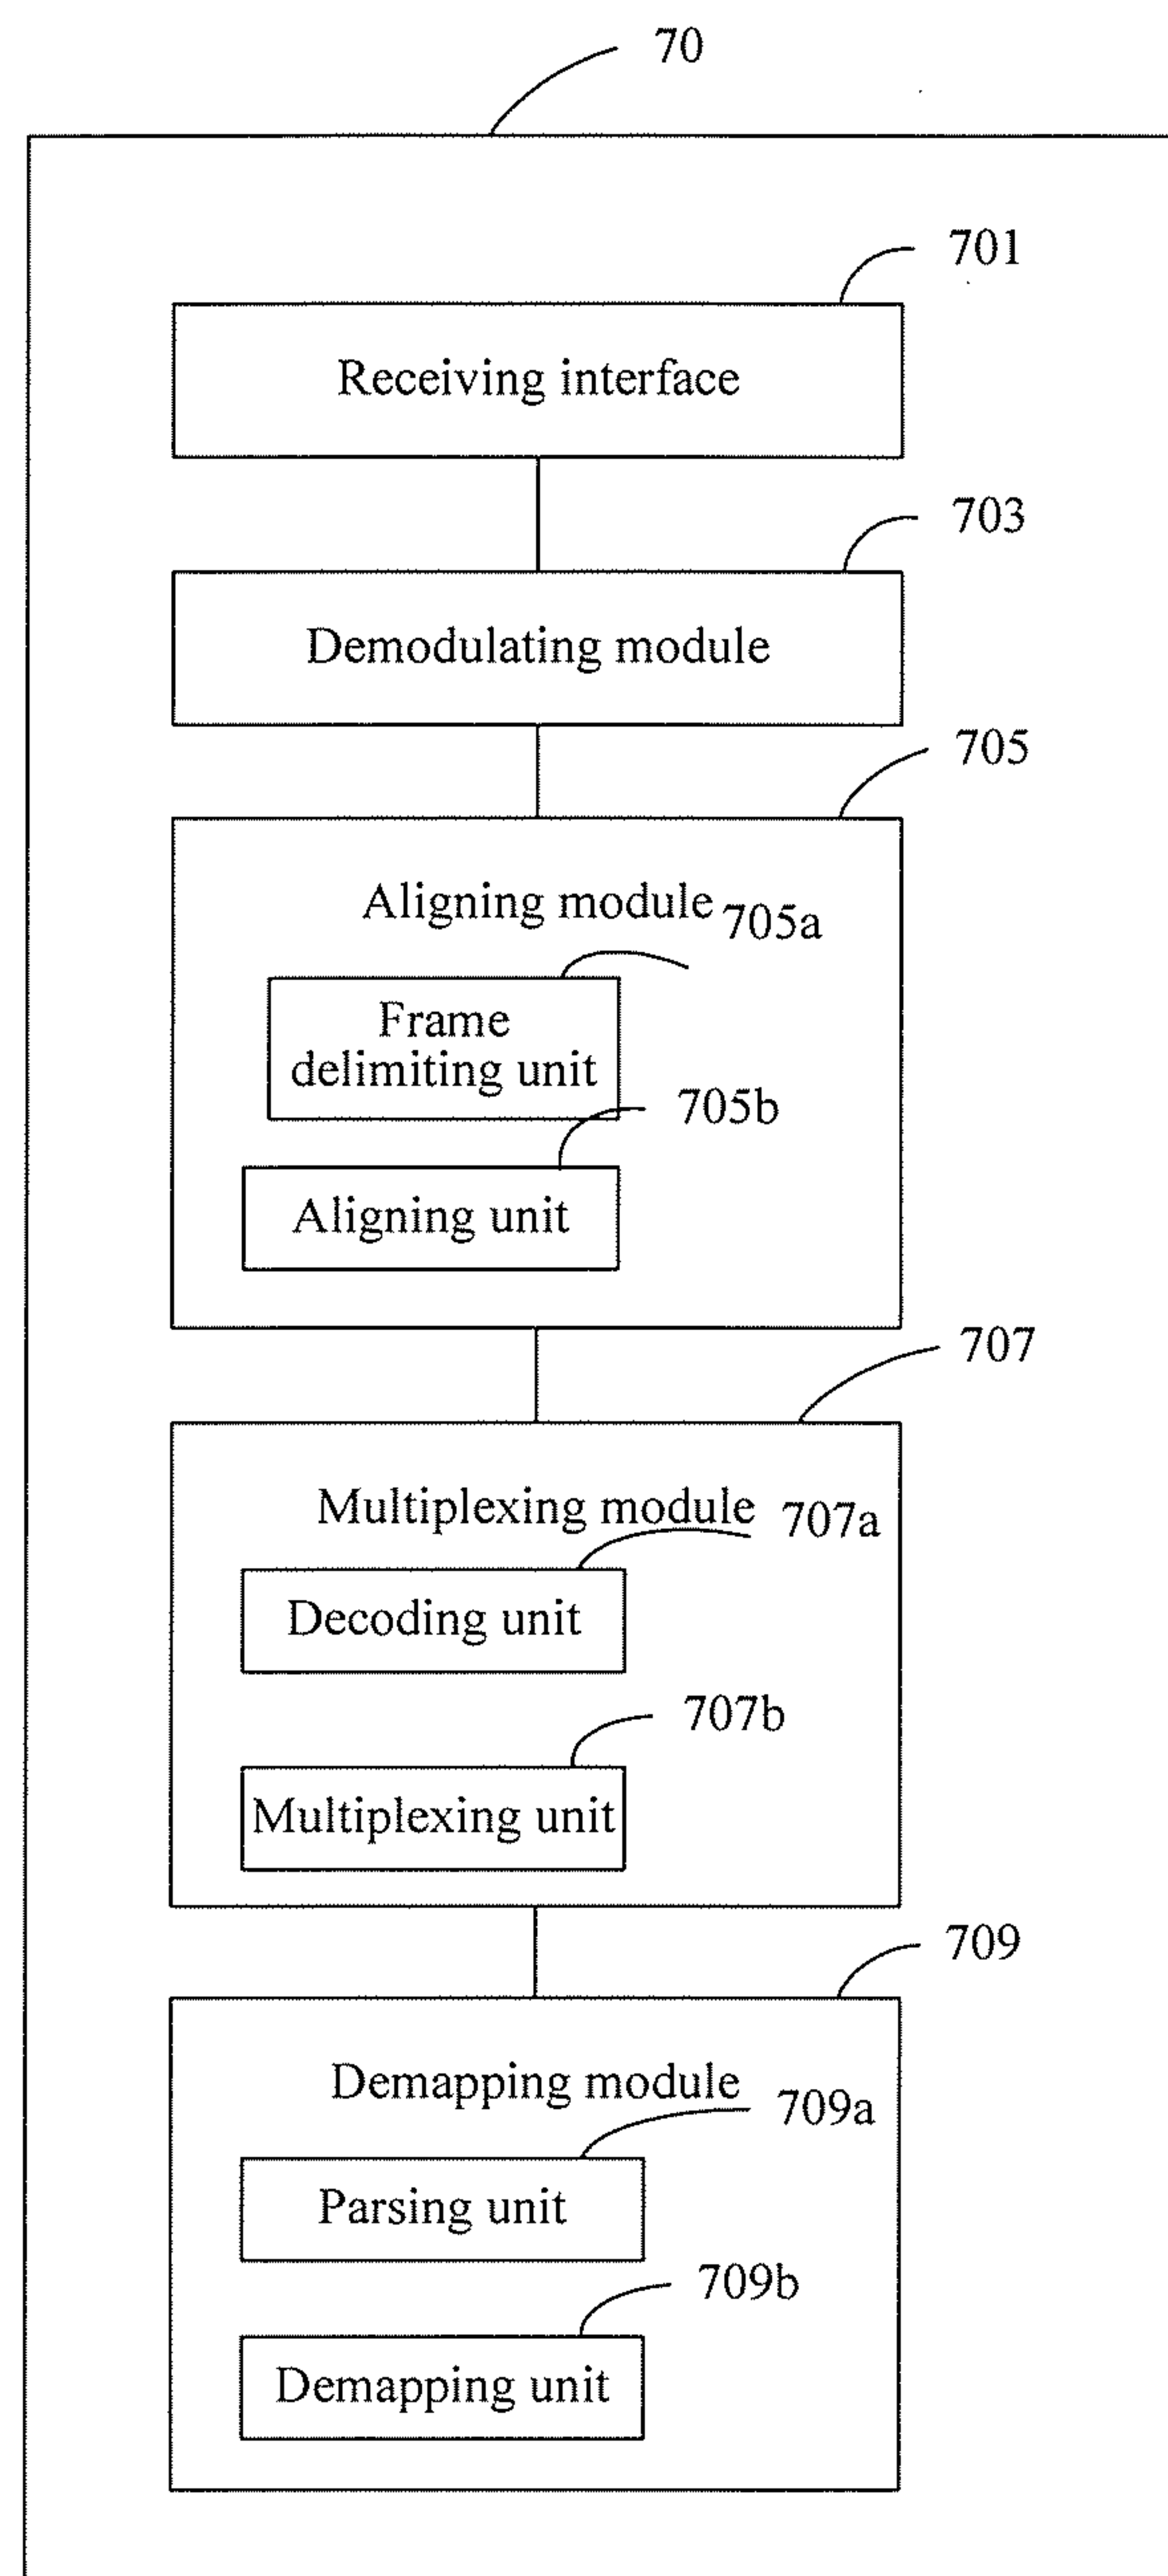 70
701
Receiving interface
703
Demodulating module
705
Aligning module
705a
Frame
delimiting unit
705b
Aligning unit
707
Multiplexing module
707a
Decoding unit
707b
Multiplexing unit
709
Demapping module
709a
Parsing unit
709b
Demapping unit